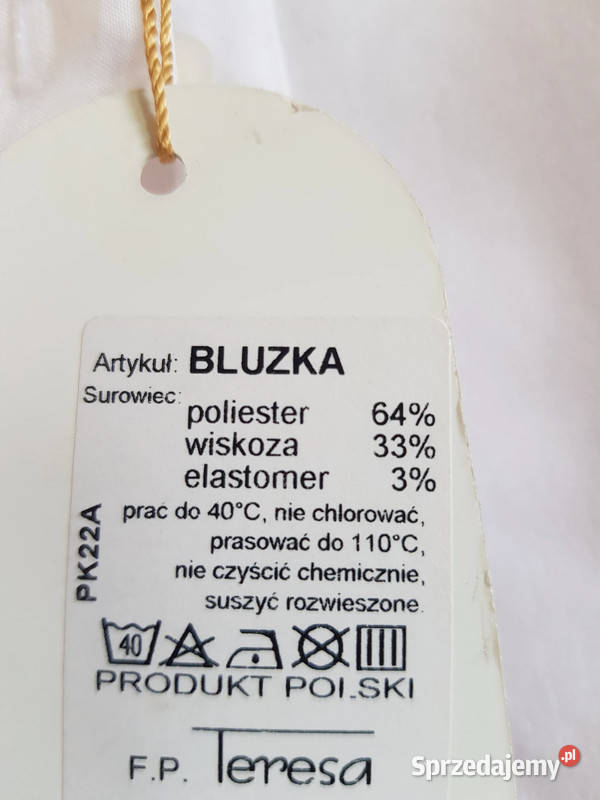 Artykuł: BLUZKA
Surowiec:
poliester 64%
wiskoza 33%
elastomer 3%
prać do 40°C, nie chlorować,
prasować do 110°C,
nie czyścić chemicznie,
suszyć rozwieszone.
PK22A
40
PRODUKT POLSKI
F.P. Teresa
Sprzedajemy.pl